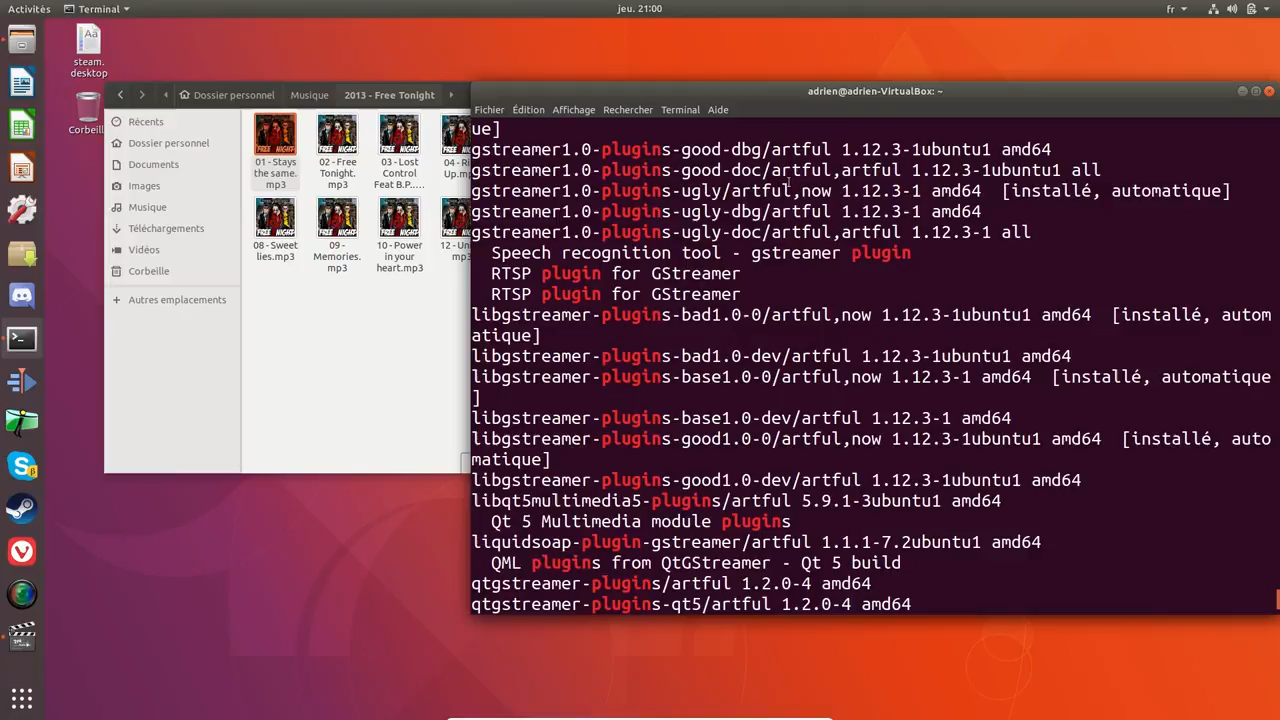 Activités
Terminal
jeu. 21:00
fr
Aa
steam.
desktop
Corbeill
Dossier personnel
Musique
2013 - Free Tonight
Récents
Dossier personnel
Documents
Images
Musique
Téléchargements
Vidéos
Corbeille
Autres emplacements
01 - Stays
the same.
mp3
02 - Free
Tonight.
mp3
03 - Lost
Control
Feat B.P....
08 - Sweet
lies.mp3
09 -
Memories.
mp3
10 - Power
in your
heart.mp3
adrien@adrien-VirtualBox: ~
Fichier Édition Affichage Rechercher Terminal Aide
ue]
gstreamer1.0-plugins-good-dbg/artful 1.12.3-1ubuntu1 amd64
gstreamer1.0-plugins-good-doc/artful,artful 1.12.3-1ubuntu1 all
gstreamer1.0-plugins-ugly/artful,now 1.12.3-1 amd64 [installé, automatique]
gstreamer1.0-plugins-ugly-dbg/artful 1.12.3-1 amd64
gstreamer1.0-plugins-ugly-doc/artful,artful 1.12.3-1 all
Speech recognition tool - gstreamer plugin
RTSP plugin for GStreamer
RTSP plugin for GStreamer
libgstreamer-plugins-bad1.0-0/artful,now 1.12.3-1ubuntu1 amd64 [installé, autom
atique]
libgstreamer-plugins-bad1.0-dev/artful 1.12.3-1ubuntu1 amd64
libgstreamer-plugins-base1.0-0/artful,now 1.12.3-1 amd64 [installé, automatique
]
libgstreamer-plugins-base1.0-dev/artful 1.12.3-1 amd64
libgstreamer-plugins-good1.0-0/artful,now 1.12.3-1ubuntu1 amd64 [installé, auto
matique]
libgstreamer-plugins-good1.0-dev/artful 1.12.3-1ubuntu1 amd64
libqt5multimedia5-plugins/artful 5.9.1-3ubuntu1 amd64
Qt 5 Multimedia module plugins
liquidsoap-plugin-gstreamer/artful 1.1.1-7.2ubuntu1 amd64
QML plugins from QtGStreamer - Qt 5 build
qtgstreamer-plugins/artful 1.2.0-4 amd64
qtgstreamer-plugins-qt5/artful 1.2.0-4 amd64